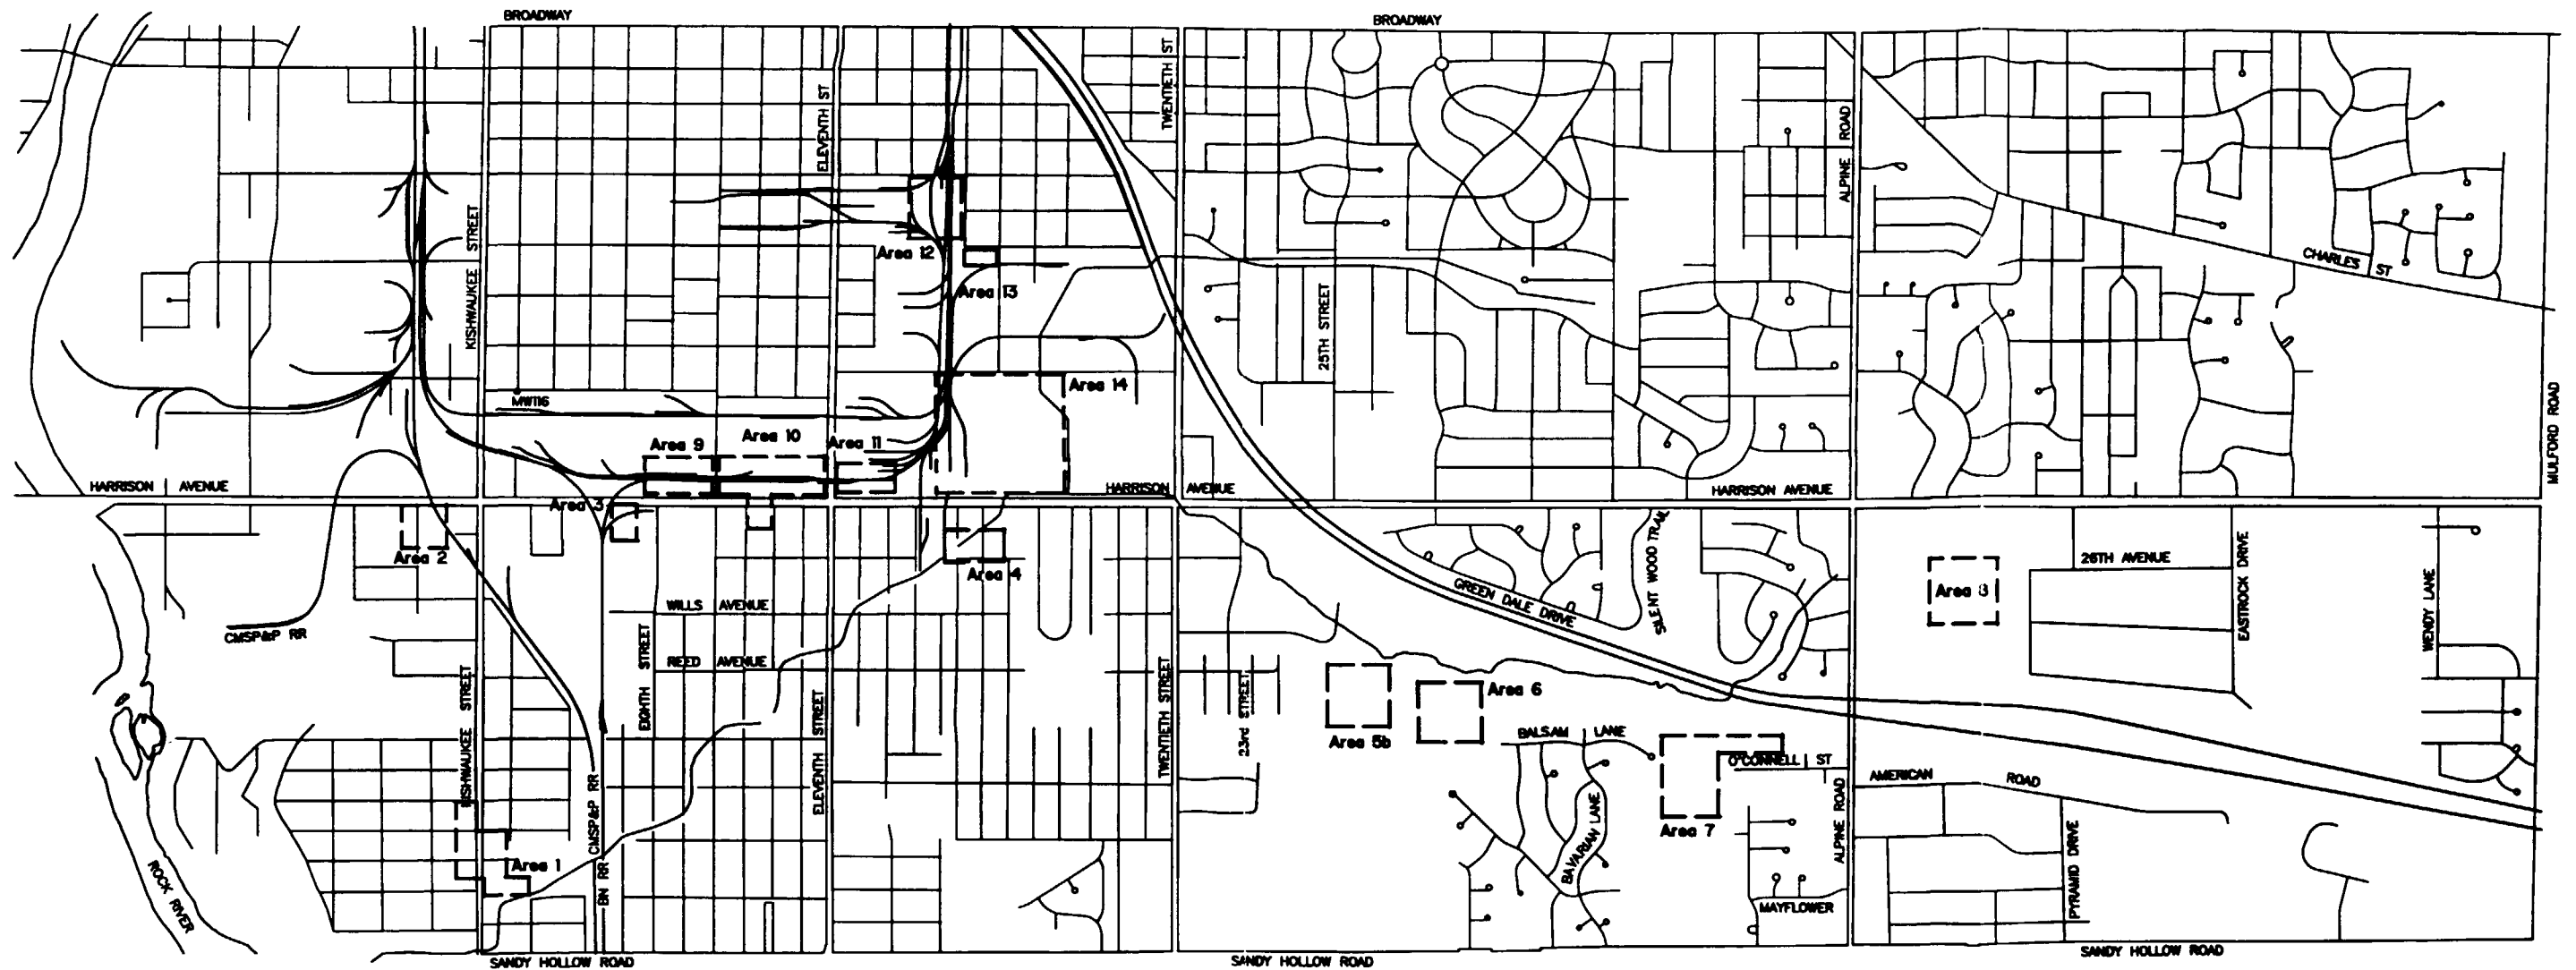 BROADWAY
BROADWAY
ELEVENTH ST
TWENTIETH ST
ALPINE ROAD
KISHWAUKEE STREET
Area 12
CHARLES ST
Area 13
25TH STREET
Area 14
MW116
MULFORD ROAD
Area 9
Area 10
Area 11
HARRISON AVENUE
HARRISON AVENUE
HARRISON AVENUE
Area 3
Area 2
Area 4
SILENT WOOD TRAIL
GREEN DALE DRIVE
26TH AVENUE
EASTROCK DRIVE
WENDY LANE
Area 8
WILLS AVENUE
CMSP&P RR
EIGHTH STREET
REED AVENUE
KISHWAUKEE STREET
ELEVENTH STREET
TWENTIETH STREET
23rd STREET
Area 6
Area 5b
BALSAM LANE
O'CONNELL ST
AMERICAN ROAD
CMSP&P RR
BAVARIAN LANE
Area 7
ALPINE ROAD
PYRAMID DRIVE
Area 1
BN RR
ROCK RIVER
MAYFLOWER
SANDY HOLLOW ROAD
SANDY HOLLOW ROAD
SANDY HOLLOW ROAD